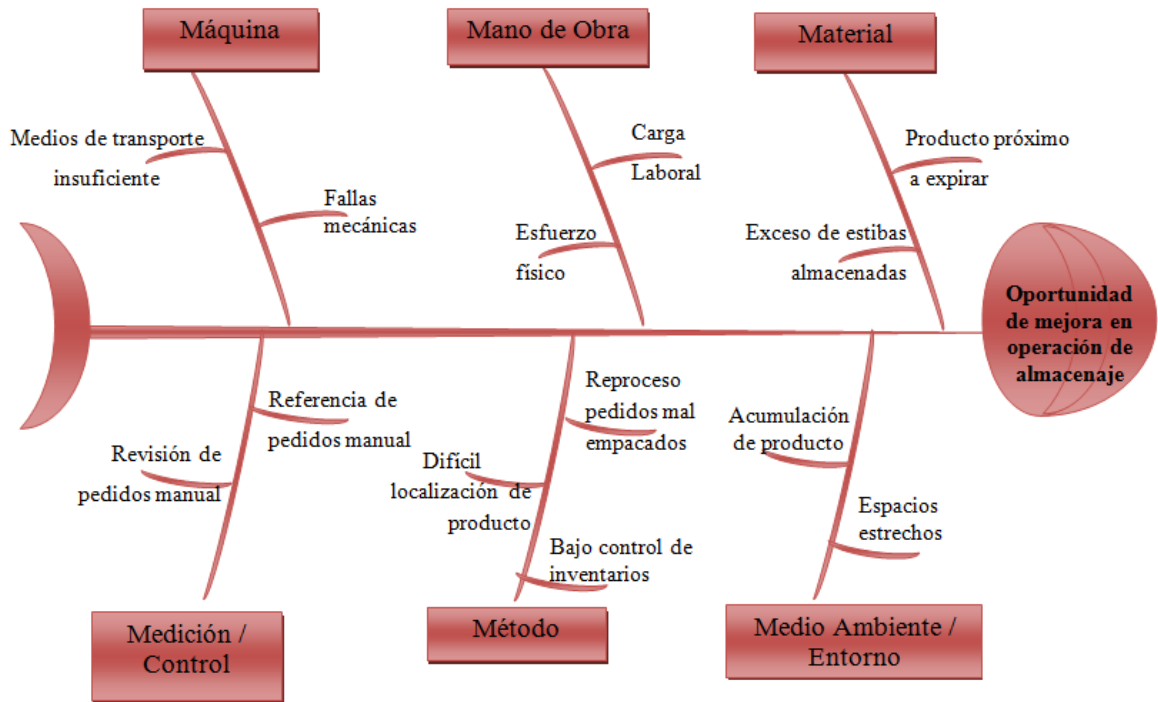 Máquina
Mano de Obra
Material
Medios de transporte
insuficiente
Fallas
mecánicas
Carga
Laboral
Esfuerzo
físico
Producto próximo
a expirar
Exceso de estibas
almacenadas
Oportunidad
de mejora en
operación de
almacenaje
Referencia de
pedidos manual
Revisión de
pedidos manual
Reproceso
pedidos mal
empacados
Difícil
localización de
producto
Bajo control de
inventarios
Acumulación
de producto
Espacios
estrechos
Medición /
Control
Método
Medio Ambiente /
Entorno